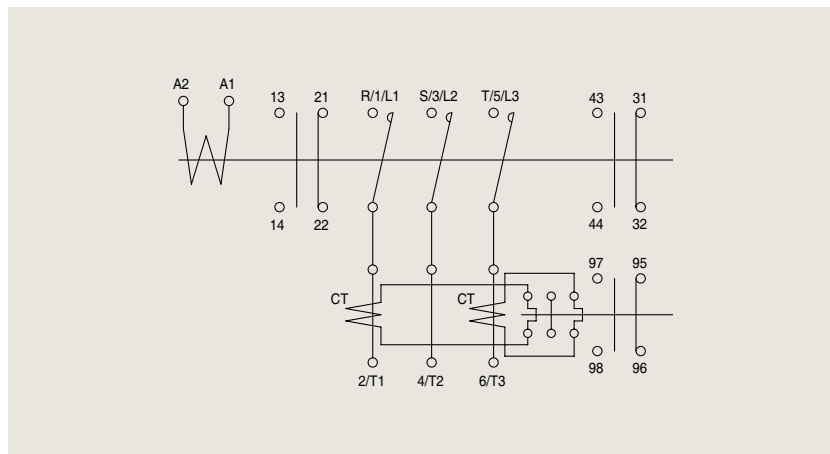 A2 A1
13 21 R/1/L1 S/3/L2 T/5/L3 43 31
14 22 44 32
97 95
CT CT
98 96
2/T1 4/T2 6/T3